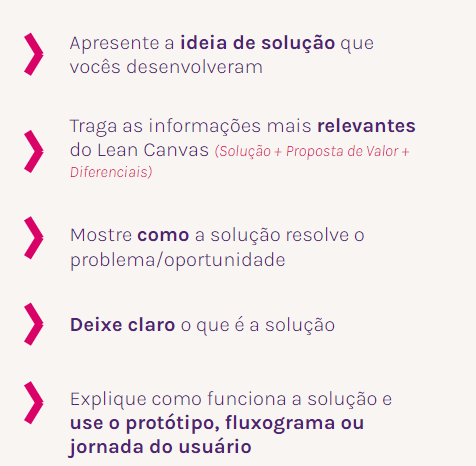 Apresente a ideia de solução que
vocês desenvolveram
Traga as informações mais relevantes
do Lean Canvas (Solução + Proposta de Valor +
Diferenciais)
Mostre como a solução resolve o
problema/oportunidade
Deixe claro o que é a solução
Explique como funciona a solução e
use o protótipo, fluxograma ou
jornada do usuário